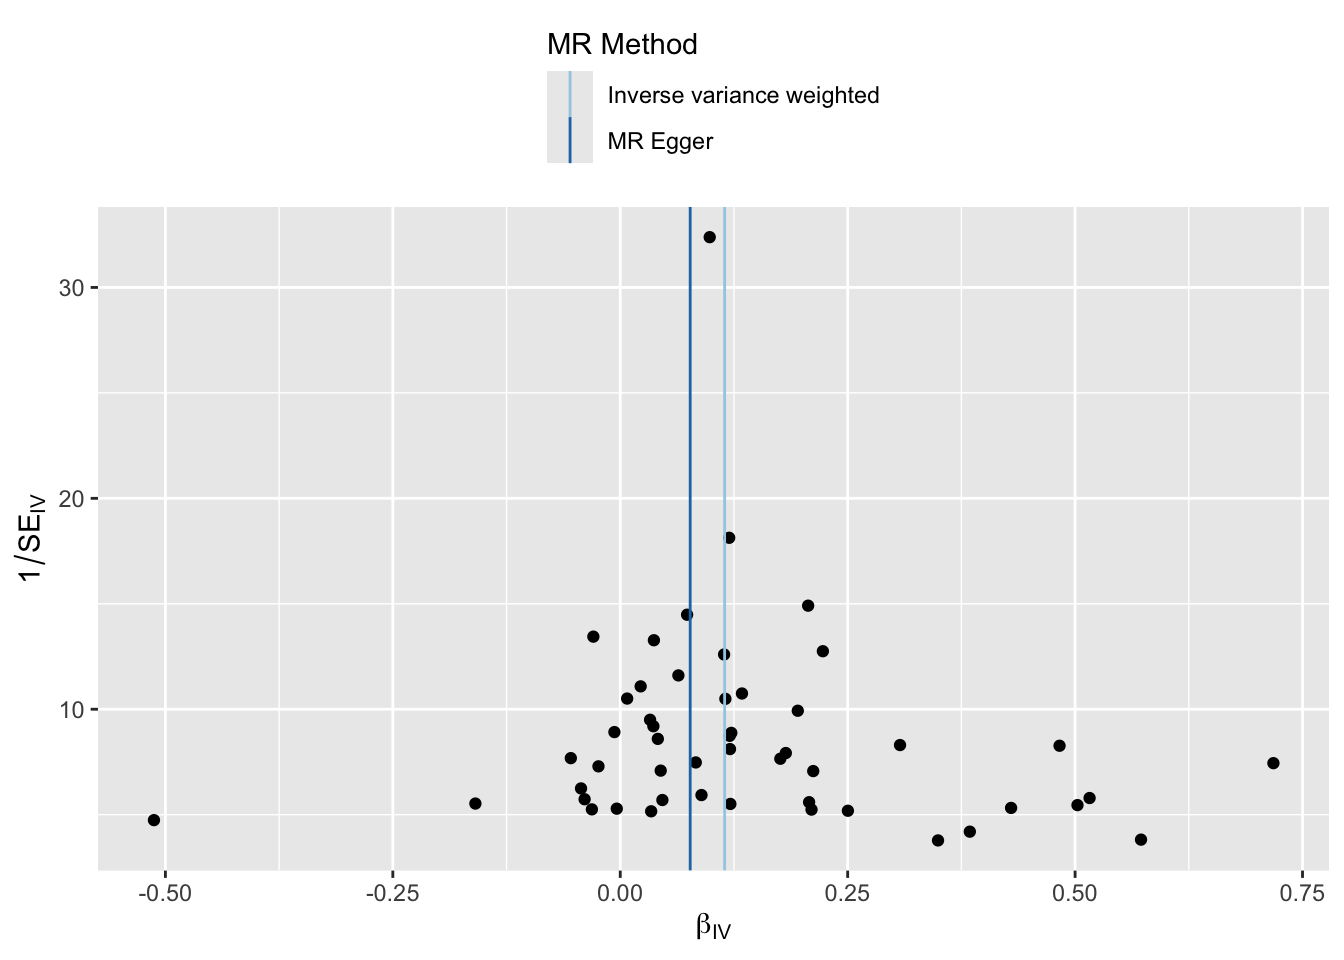 MR Method
Inverse variance weighted
MR Egger
30
20
10
1/SE_IV
-0.50
-0.25
0.00
0.25
0.50
0.75
β_IV